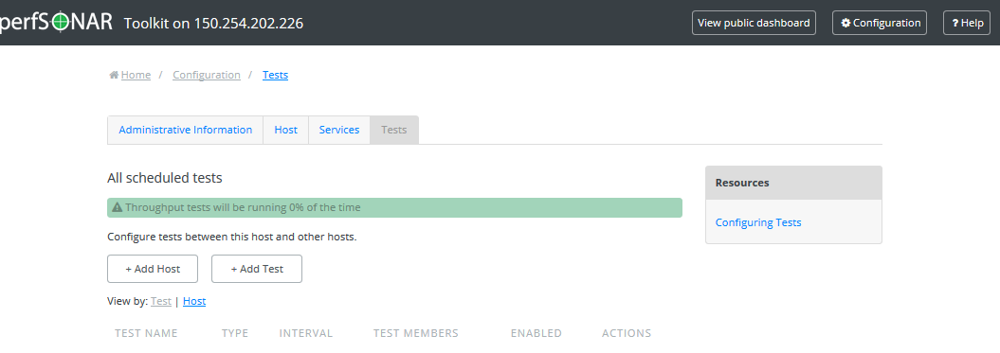 perfSONAR Toolkit on 150.254.202.226 View public dashboard Configuration ? Help
Home / Configuration / Tests
Administrative Information Host Services Tests
All scheduled tests
Throughput tests will be running 0% of the time
Configure tests between this host and other hosts.
+ Add Host + Add Test
View by: Test | Host
TEST NAME TYPE INTERVAL TEST MEMBERS ENABLED ACTIONS
Resources
Configuring Tests